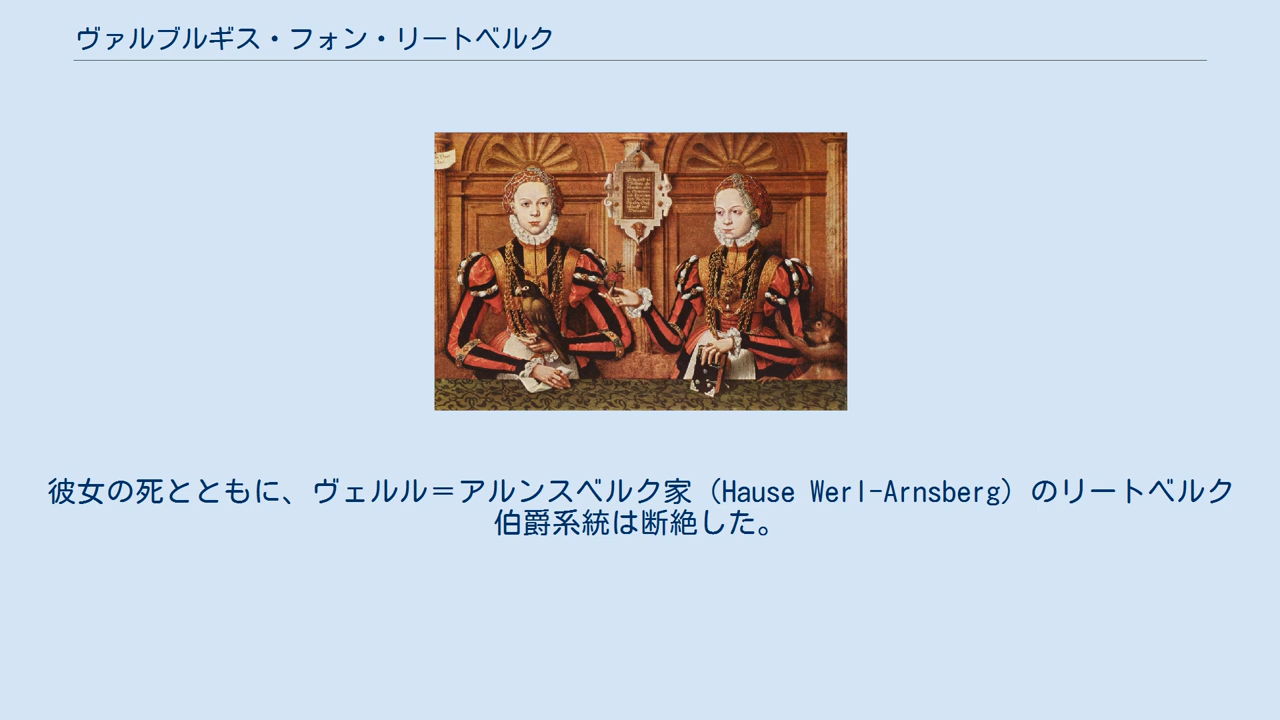 ヴァルブルギス・フォン・リートベルク
彼女の死とともに、ヴェルル＝アルンスベルク家（Hause Werl-Arnsberg）のリートベルク
伯爵系統は断絶した。